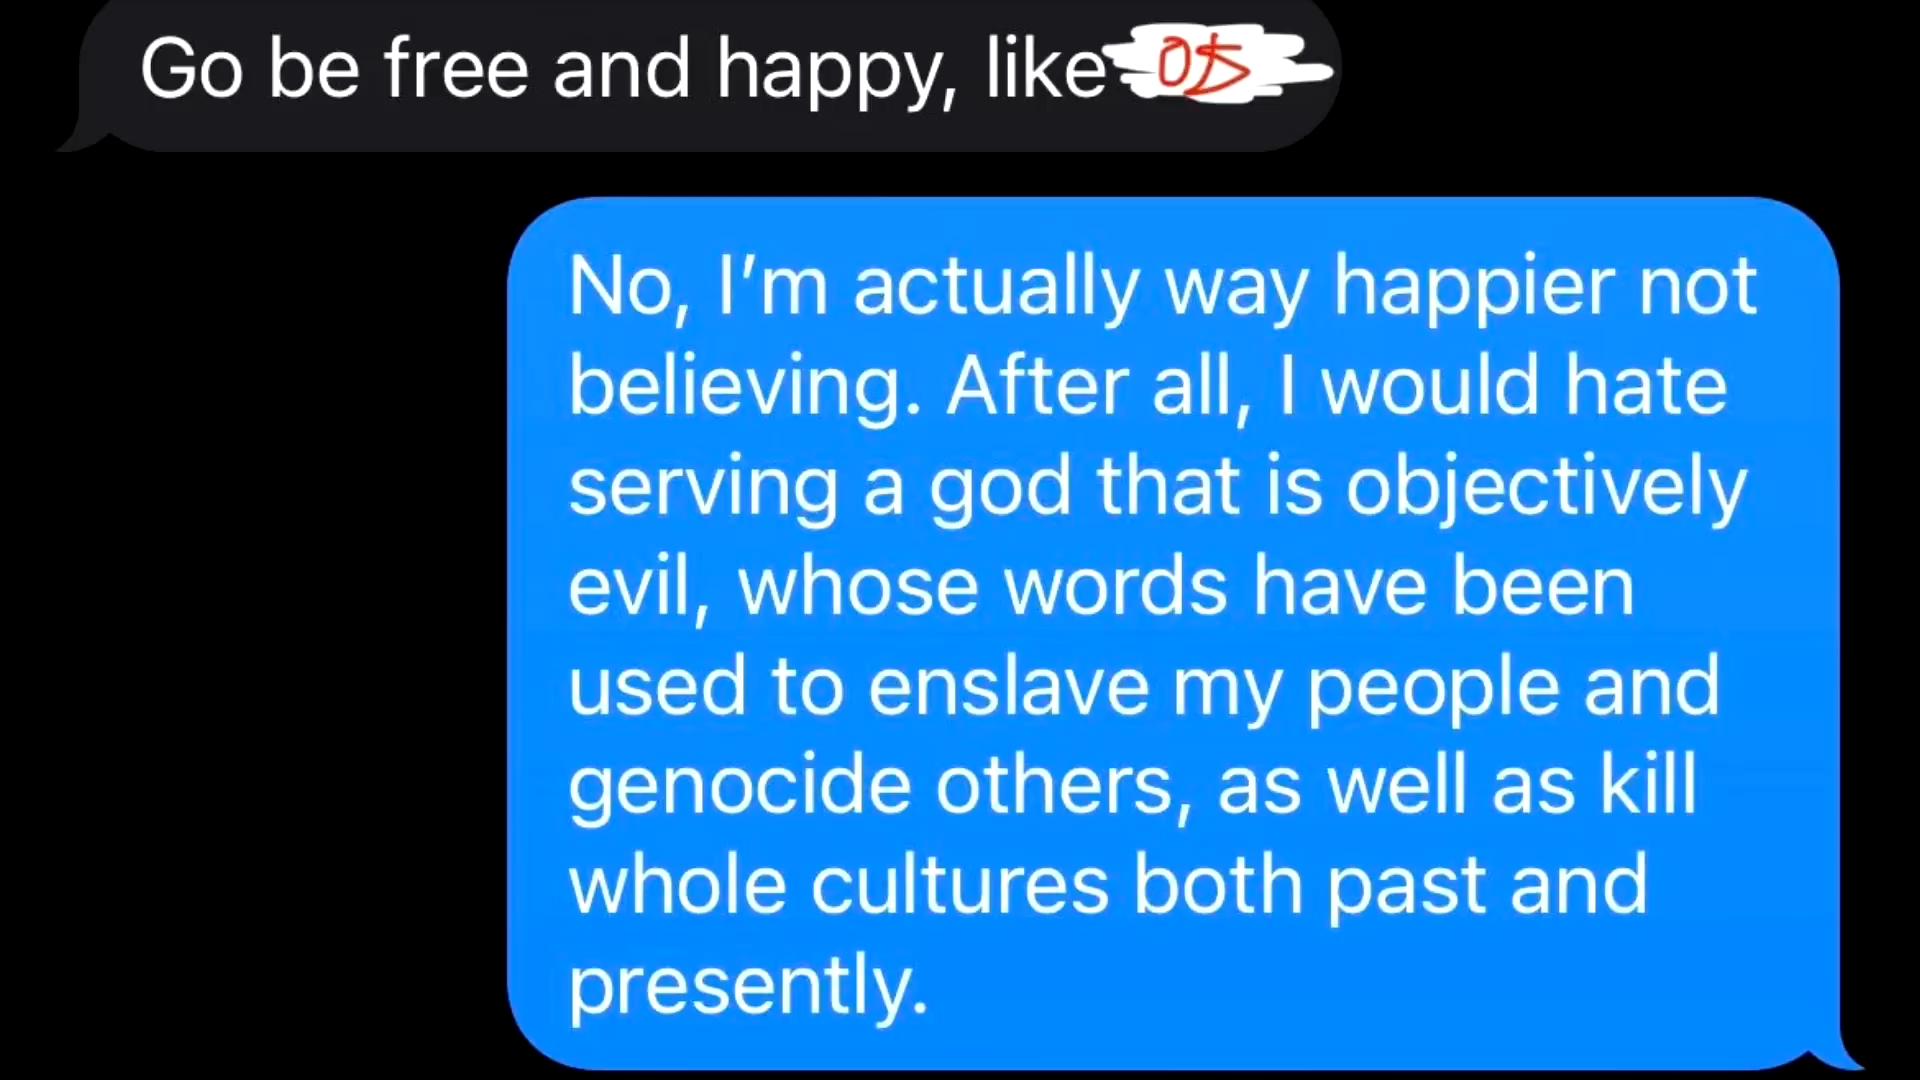 Go be free and happy, like
No, I’m actually way happier not
believing. After all, I would hate
serving a god that is objectively
evil, whose words have been
used to enslave my people and
genocide others, as well as kill
whole cultures both past and
presently.